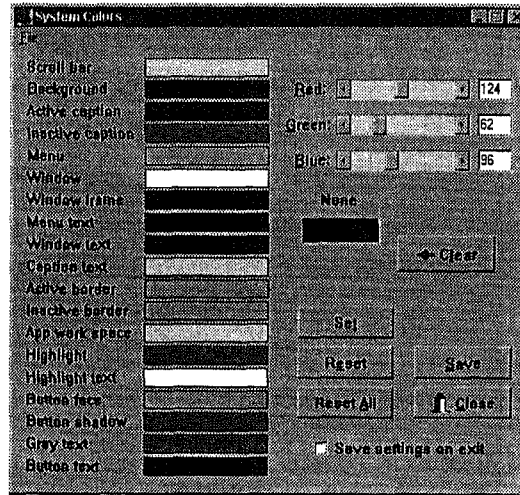 System Colors
File
Scroll bar
Background
Active caption
Inactive caption
Menu
Window
Window frame
Menu text
Window text
Caption text
Active border
Inactive border
App work space
Highlight
Highlight text
Button face
Button shadow
Gray text
Button text
Red: 124
Green: 62
Blue: 96
None
Clear
Set
Reset
Save
Reset All
Close
Save settings on exit